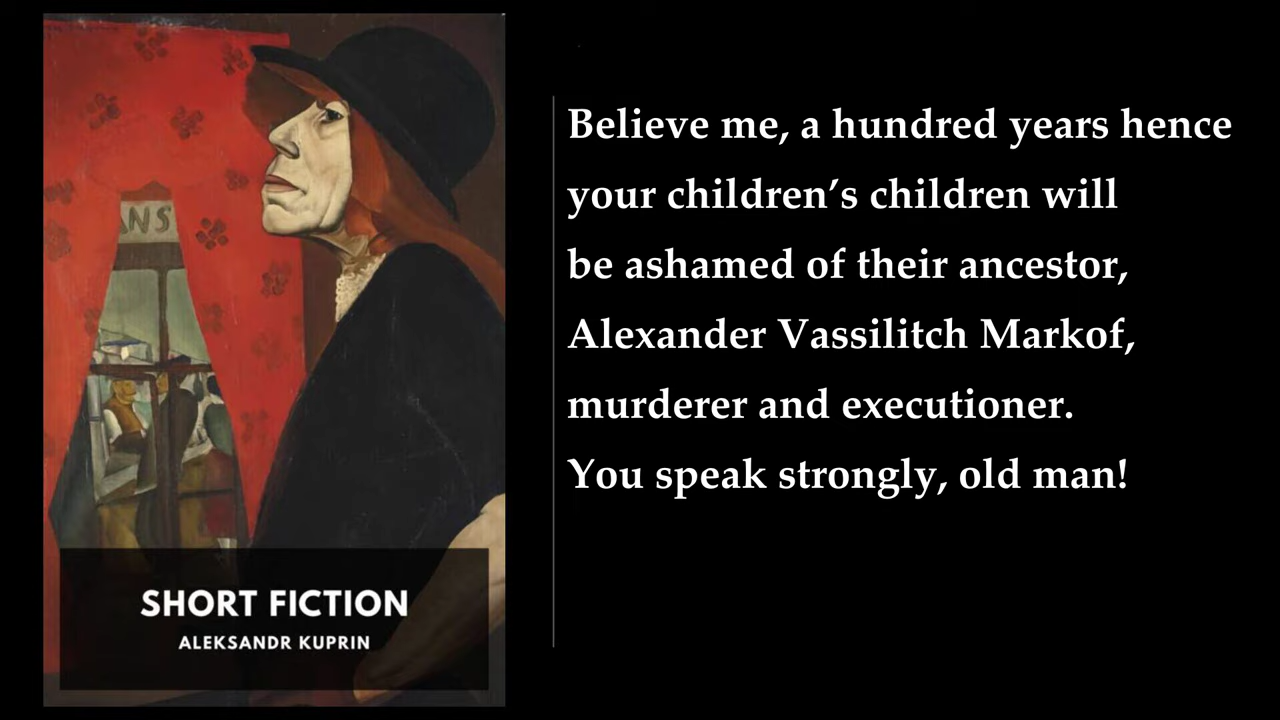 ANS
SHORT FICTION
ALEKSANDR KUPRIN
Believe me, a hundred years hence
your children’s children will
be ashamed of their ancestor,
Alexander Vassilitch Markof,
murderer and executioner.
You speak strongly, old man!